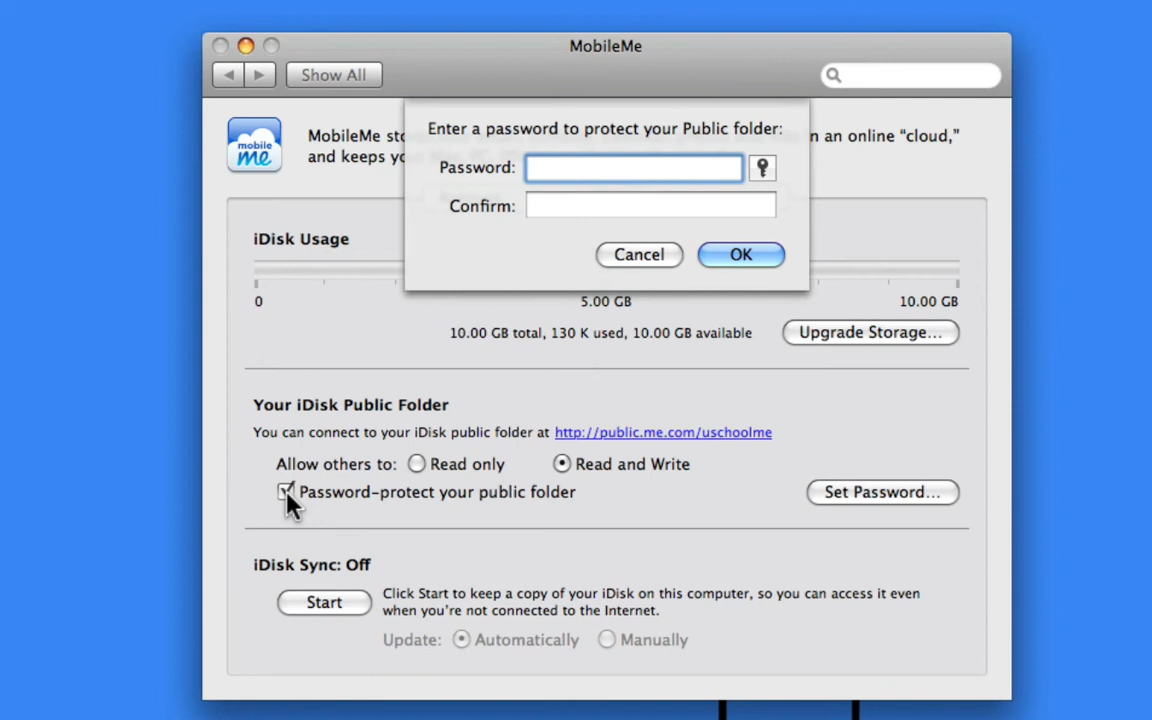 MobileMe
Show All
MobileMe sto
n an online “cloud,”
and keeps yo
mobile
me
Enter a password to protect your Public folder:
Password:
Confirm:
Cancel
OK
iDisk Usage
0
5.00 GB
10.00 GB
10.00 GB total, 130 K used, 10.00 GB available
Upgrade Storage...
Your iDisk Public Folder
You can connect to your iDisk public folder at http://public.me.com/uschoolme
Allow others to:
Read only
Read and Write
Password-protect your public folder
Set Password...
iDisk Sync: Off
Start
Click Start to keep a copy of your iDisk on this computer, so you can access it even
when you’re not connected to the Internet.
Update:
Automatically
Manually